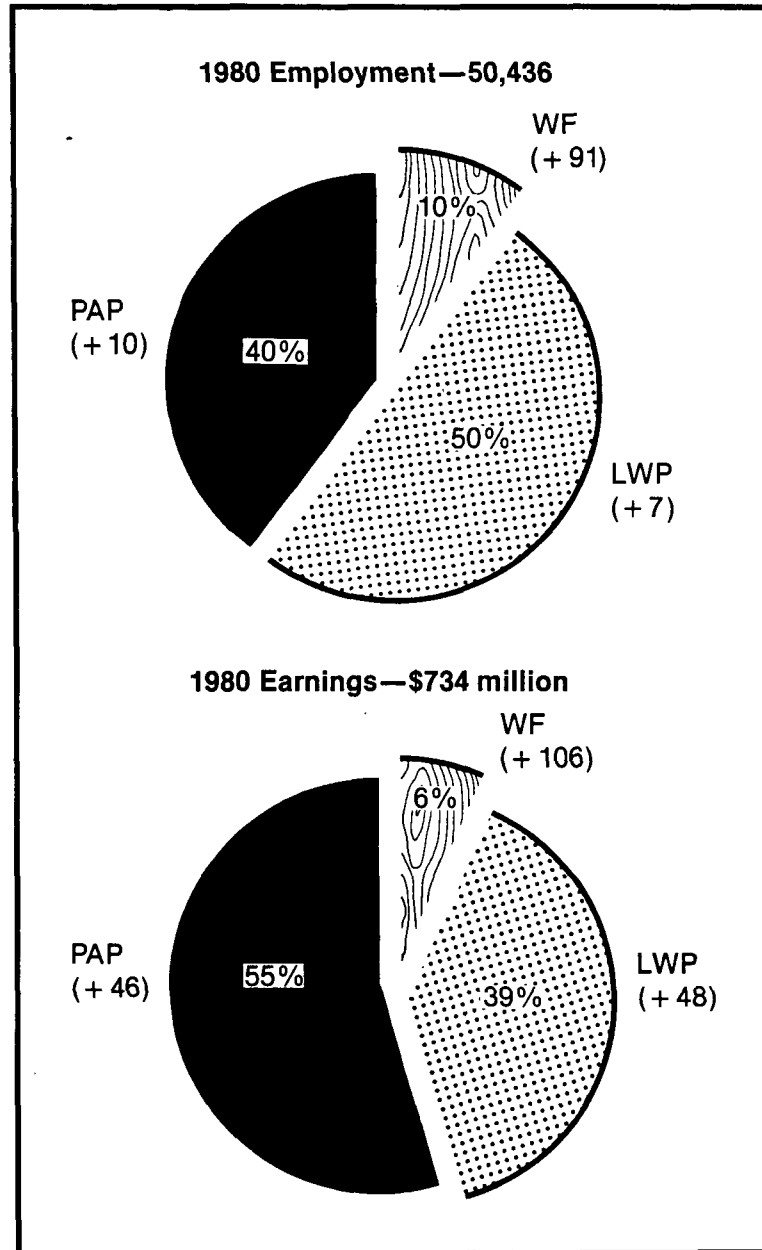 1980 Employment—50,436
WF
(+ 91)
10%
PAP
(+ 10)
40%
50%
LWP
(+ 7)
1980 Earnings—$734 million
WF
(+ 106)
6%
PAP
(+ 46)
55%
39%
LWP
(+ 48)